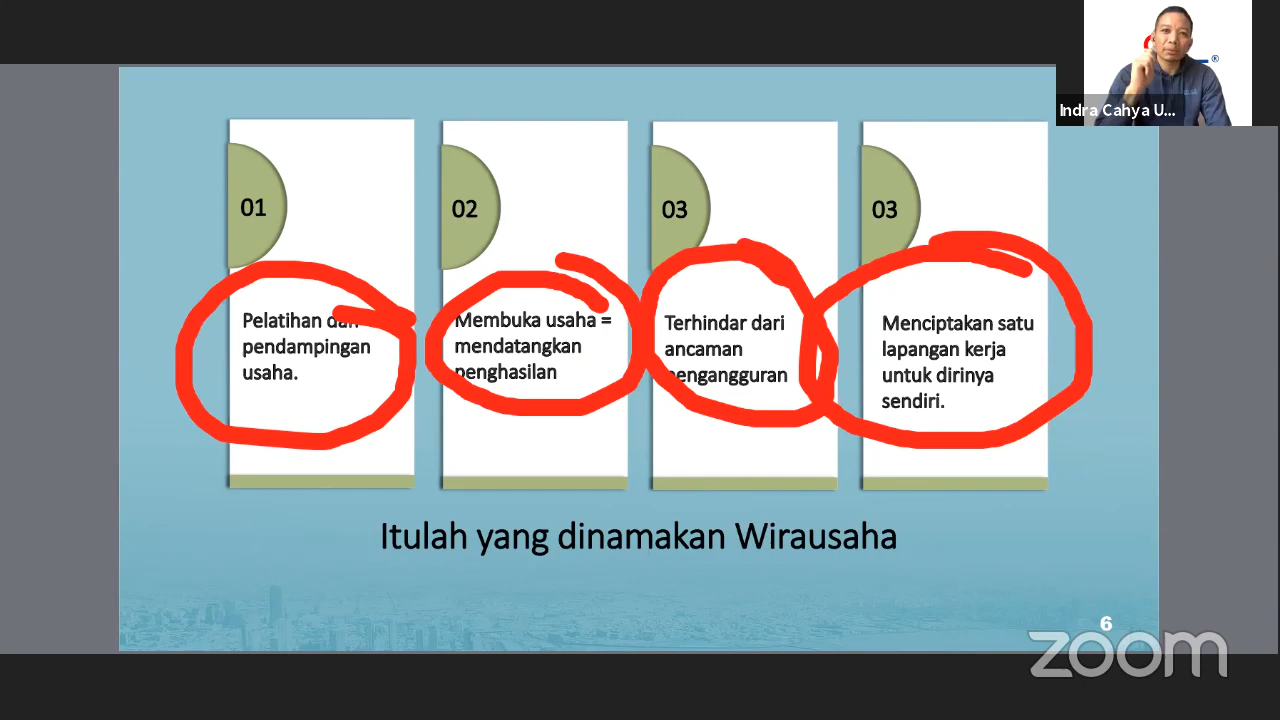 Indra Cahya U...
01
02
03
03
Pelatihan dan
pendampingan
usaha.
Membuka usaha =
mendatangkan
penghasilan
Terhindar dari
ancaman
pengangguran
Menciptakan satu
lapangan kerja
untuk dirinya
sendiri.
Itulah yang dinamakan Wirausaha
6
zoom
®